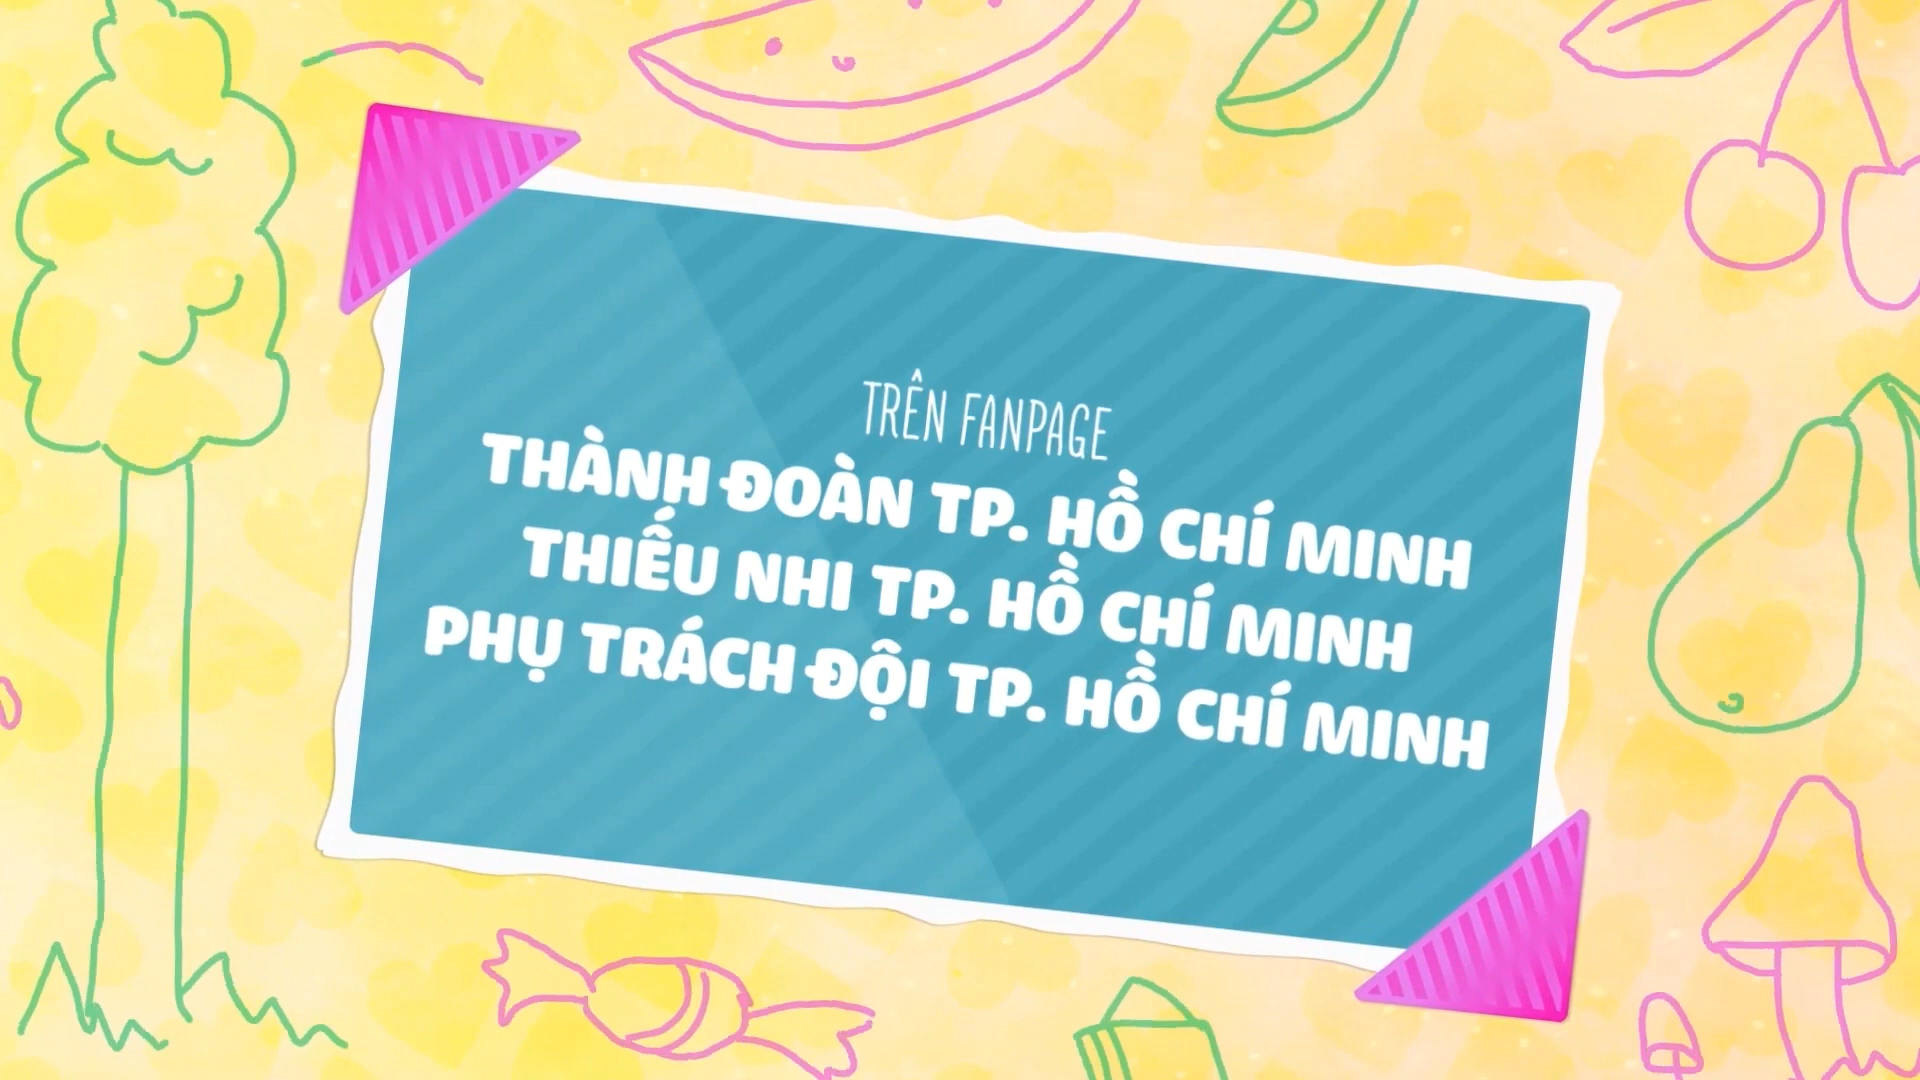 TRÊN FANPAGE
THÀNH ĐOÀN TP. HỒ CHÍ MINH
THIẾU NHI TP. HỒ CHÍ MINH
PHỤ TRÁCH ĐỘI TP. HỒ CHÍ MINH